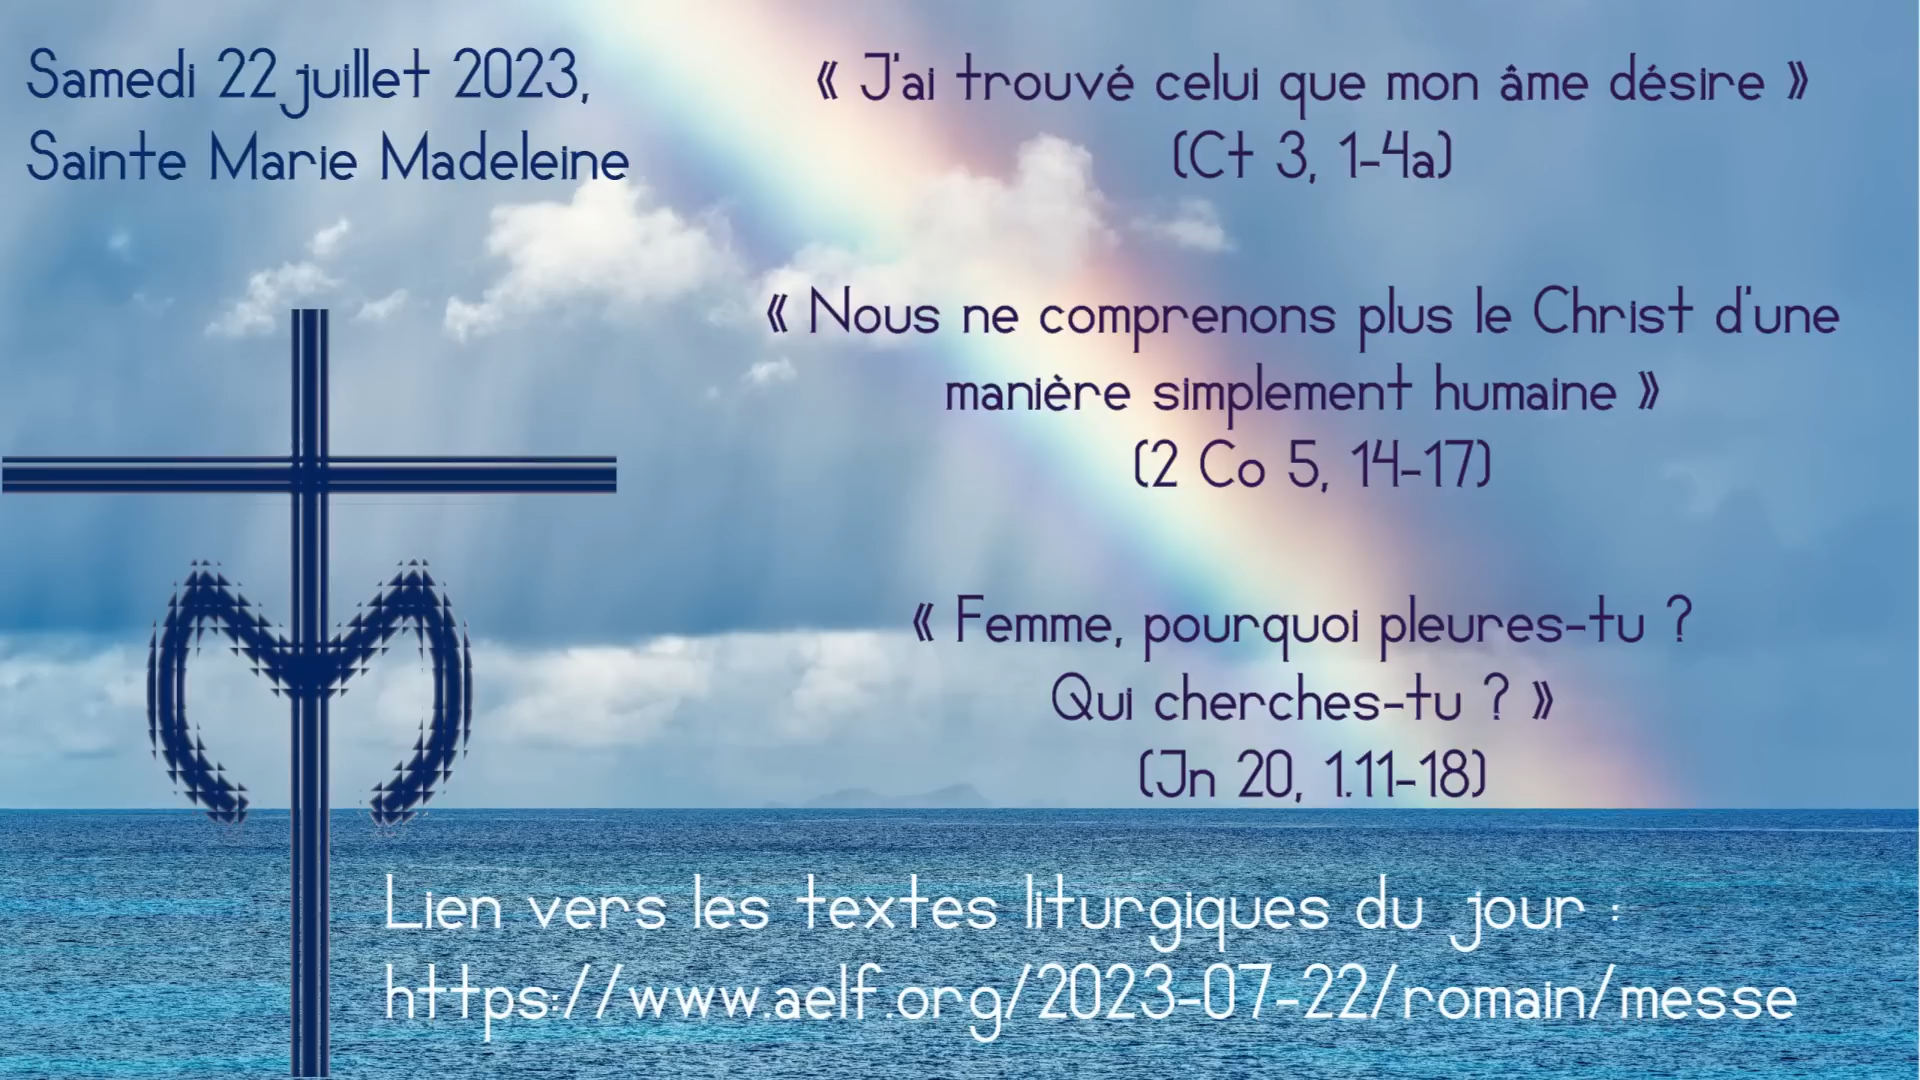 Samedi 22 juillet 2023,
Sainte Marie Madeleine
« J'ai trouvé celui que mon âme désire »
(Ct 3, 1-4a)
« Nous ne comprenons plus le Christ d'une
manière simplement humaine »
(2 Co 5, 14-17)
« Femme, pourquoi pleures-tu ?
Qui cherches-tu ? »
(Jn 20, 1.11-18)
Lien vers les textes liturgiques du jour :
https://www.aelf.org/2023-07-22/romain/messe